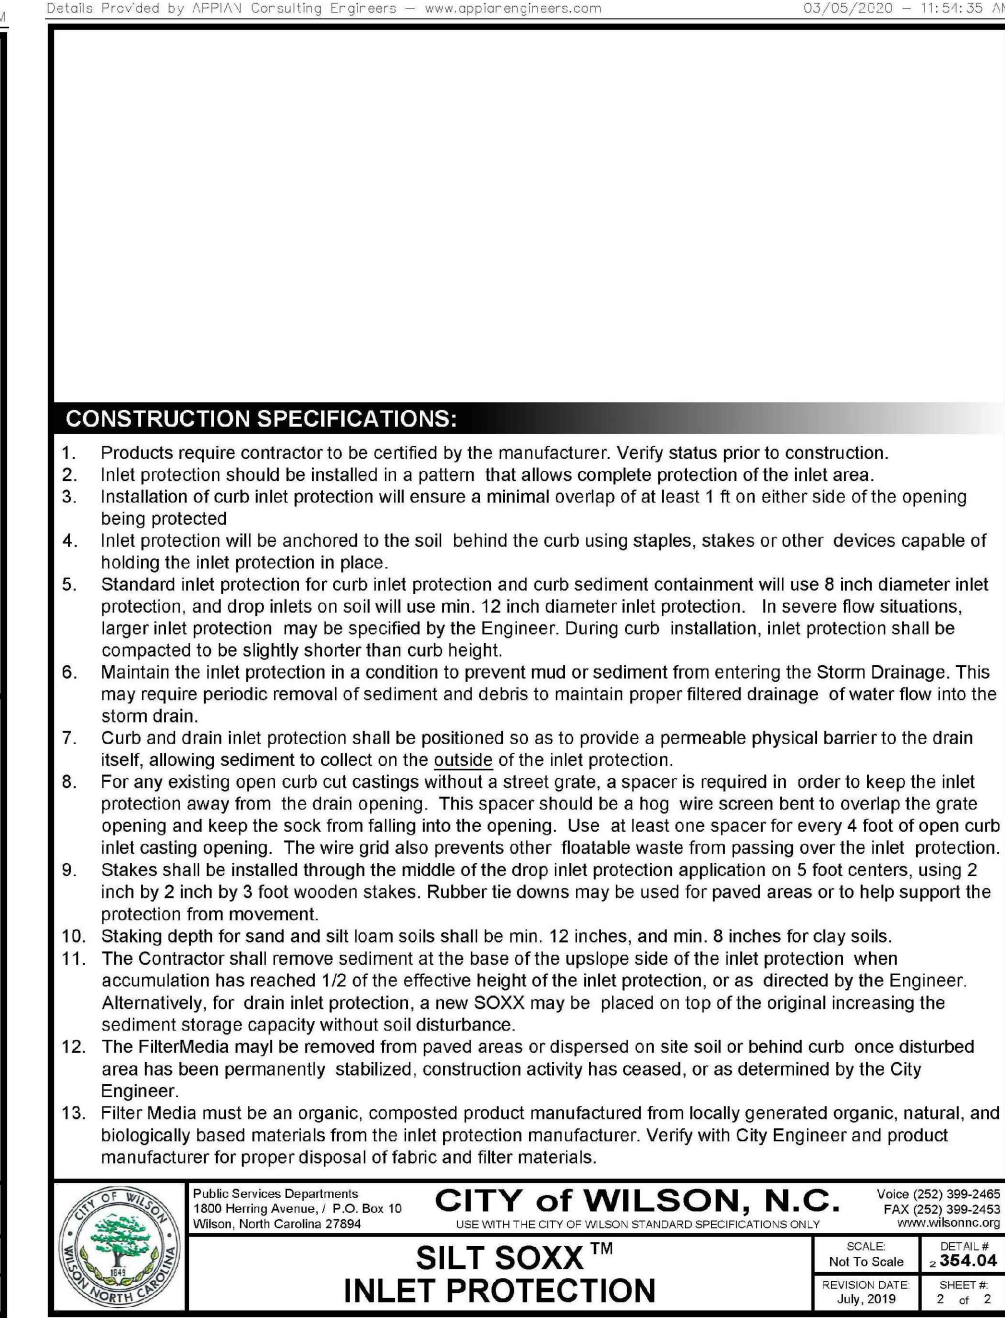 Details Provided by APPIAN Consulting Engineers – www.appianengineers.com 03/05/2020 – 11:54:35 AM
CONSTRUCTION SPECIFICATIONS:
1. Products require contractor to be certified by the manufacturer. Verify status prior to construction.
2. Inlet protection should be installed in a pattern that allows complete protection of the inlet area.
3. Installation of curb inlet protection will ensure a minimal overlap of at least 1 ft on either side of the opening
being protected
4. Inlet protection will be anchored to the soil behind the curb using staples, stakes or other devices capable of
holding the inlet protection in place.
5. Standard inlet protection for curb inlet protection and curb sediment containment will use 8 inch diameter inlet
protection, and drop inlets on soil will use min. 12 inch diameter inlet protection. In severe flow situations,
larger inlet protection may be specified by the Engineer. During curb installation, inlet protection shall be
compacted to be slightly shorter than curb height.
6. Maintain the inlet protection in a condition to prevent mud or sediment from entering the Storm Drainage. This
may require periodic removal of sediment and debris to maintain proper filtered drainage of water flow into the
storm drain.
7. Curb and drain inlet protection shall be positioned so as to provide a permeable physical barrier to the drain
itself, allowing sediment to collect on the outside of the inlet protection.
8. For any existing open curb cut castings without a street grate, a spacer is required in order to keep the inlet
protection away from the drain opening. This spacer should be a hog wire screen bent to overlap the grate
opening and keep the sock from falling into the opening. Use at least one spacer for every 4 foot of open curb
inlet casting opening. The wire grid also prevents other floatable waste from passing over the inlet protection.
9. Stakes shall be installed through the middle of the drop inlet protection application on 5 foot centers, using 2
inch by 2 inch by 3 foot wooden stakes. Rubber tie downs may be used for paved areas or to help support the
protection from movement.
10. Staking depth for sand and silt loam soils shall be min. 12 inches, and min. 8 inches for clay soils.
11. The Contractor shall remove sediment at the base of the upslope side of the inlet protection when
accumulation has reached 1/2 of the effective height of the inlet protection, or as directed by the Engineer.
Alternatively, for drain inlet protection, a new SOXX may be placed on top of the original increasing the
sediment storage capacity without soil disturbance.
12. The FilterMedia mayl be removed from paved areas or dispersed on site soil or behind curb once disturbed
area has been permanently stabilized, construction activity has ceased, or as determined by the City
Engineer.
13. Filter Media must be an organic, composted product manufactured from locally generated organic, natural, and
biologically based materials from the inlet protection manufacturer. Verify with City Engineer and product
manufacturer for proper disposal of fabric and filter materials.
CITY OF WILSON
1849
WILSON NORTH CAROLINA
Public Services Departments
1800 Herring Avenue, / P.O. Box 10
Wilson, North Carolina 27894
CITY of WILSON, N.C.
USE WITH THE CITY OF WILSON STANDARD SPECIFICATIONS ONLY
Voice (252) 399-2465
FAX (252) 399-2453
www.wilsonnc.org
SILT SOXX™
INLET PROTECTION
SCALE:
Not To Scale
DETAIL #
2 354.04
REVISION DATE:
July, 2019
SHEET #:
2 of 2